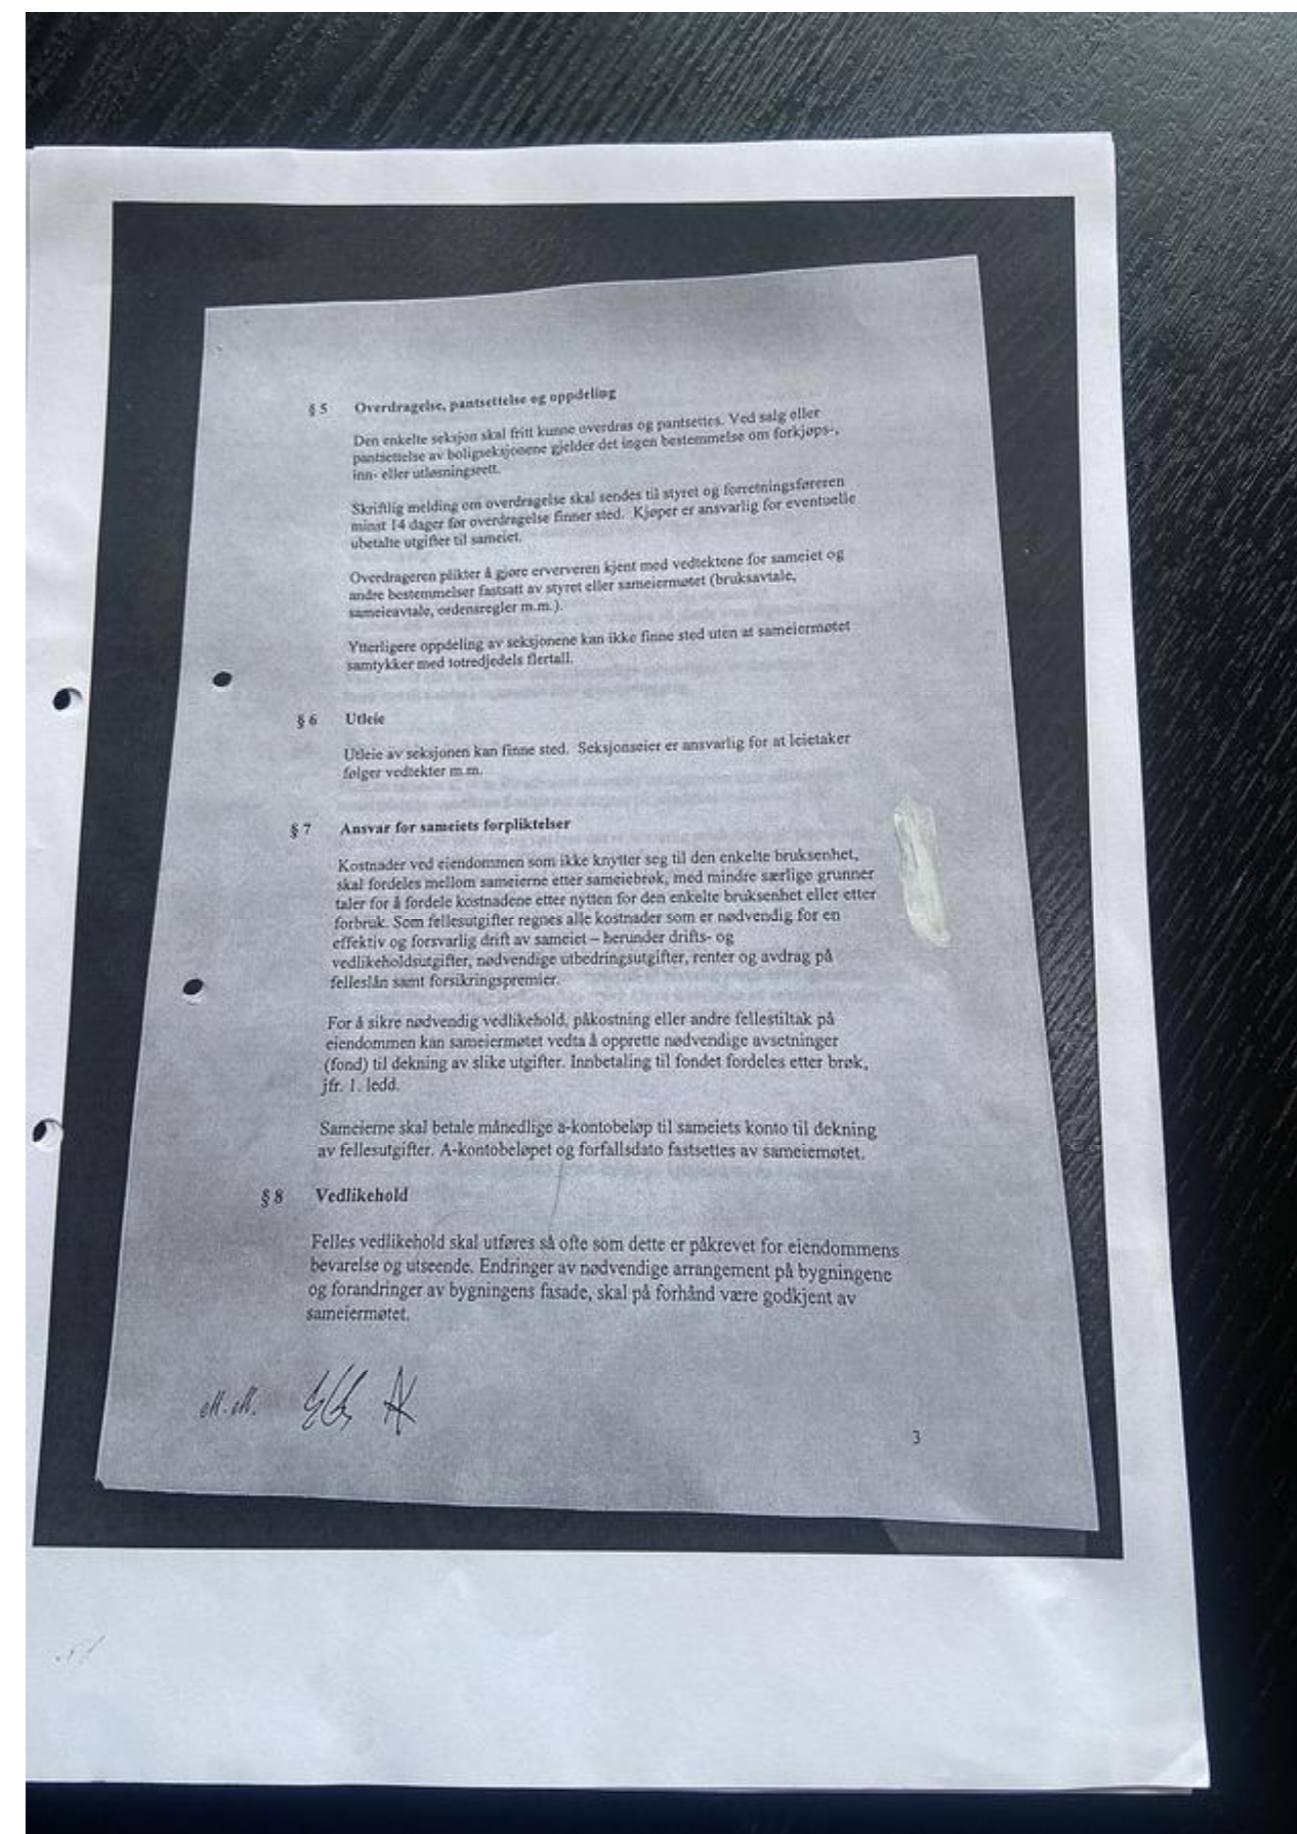 § 5 Overdragelse, pantsettelse og oppdeling
Den enkelte seksjon skal fritt kunne overdras og pantsettes. Ved salg eller
pantsettelse av boligseksjonene gjelder det ingen bestemmelse om forkjøps-,
inn- eller utløsningsrett.
Skriftlig melding om overdragelse skal sendes til styret og forretningsføreren
minst 14 dager før overdragelse finner sted. Kjøper er ansvarlig for eventuelle
ubetalte utgifter til sameiet.
Overdrageren plikter å gjøre erververen kjent med vedtektene for sameiet og
andre bestemmelser fastsatt av styret eller sameiermøtet (bruksavtale,
sameieavtale, ordensregler m.m.).
Ytterligere oppdeling av seksjonene kan ikke finne sted uten at sameiermøtet
samtykker med totredjedels flertall.
§ 6 Utleie
Utleie av seksjonen kan finne sted. Seksjonseier er ansvarlig for at leietaker
følger vedtekter m.m.
§ 7 Ansvar for sameiets forpliktelser
Kostnader ved eiendommen som ikke knytter seg til den enkelte bruksenhet,
skal fordeles mellom sameierne etter sameiebrøk, med mindre særlige grunner
taler for å fordele kostnadene etter nytten for den enkelte bruksenhet eller etter
forbruk. Som fellesutgifter regnes alle kostnader som er nødvendig for en
effektiv og forsvarlig drift av sameiet – herunder drifts- og
vedlikeholdsutgifter, nødvendige utbedringsutgifter, renter og avdrag på
felleslån samt forsikringspremier.
For å sikre nødvendig vedlikehold, påkostning eller andre fellestiltak på
eiendommen kan sameiermøtet vedta å opprette nødvendige avsetninger
(fond) til dekning av slike utgifter. Innbetaling til fondet fordeles etter brøk,
jfr. 1. ledd.
Sameierne skal betale månedlige a-kontobeløp til sameiets konto til dekning
av fellesutgifter. A-kontobeløpet og forfallsdato fastsettes av sameiemøtet.
§ 8 Vedlikehold
Felles vedlikehold skal utføres så ofte som dette er påkrevet for eiendommens
bevarelse og utseende. Endringer av nødvendige arrangement på bygningene
og forandringer av bygningens fasade, skal på forhånd være godkjent av
sameiermøtet.
M.M.
3